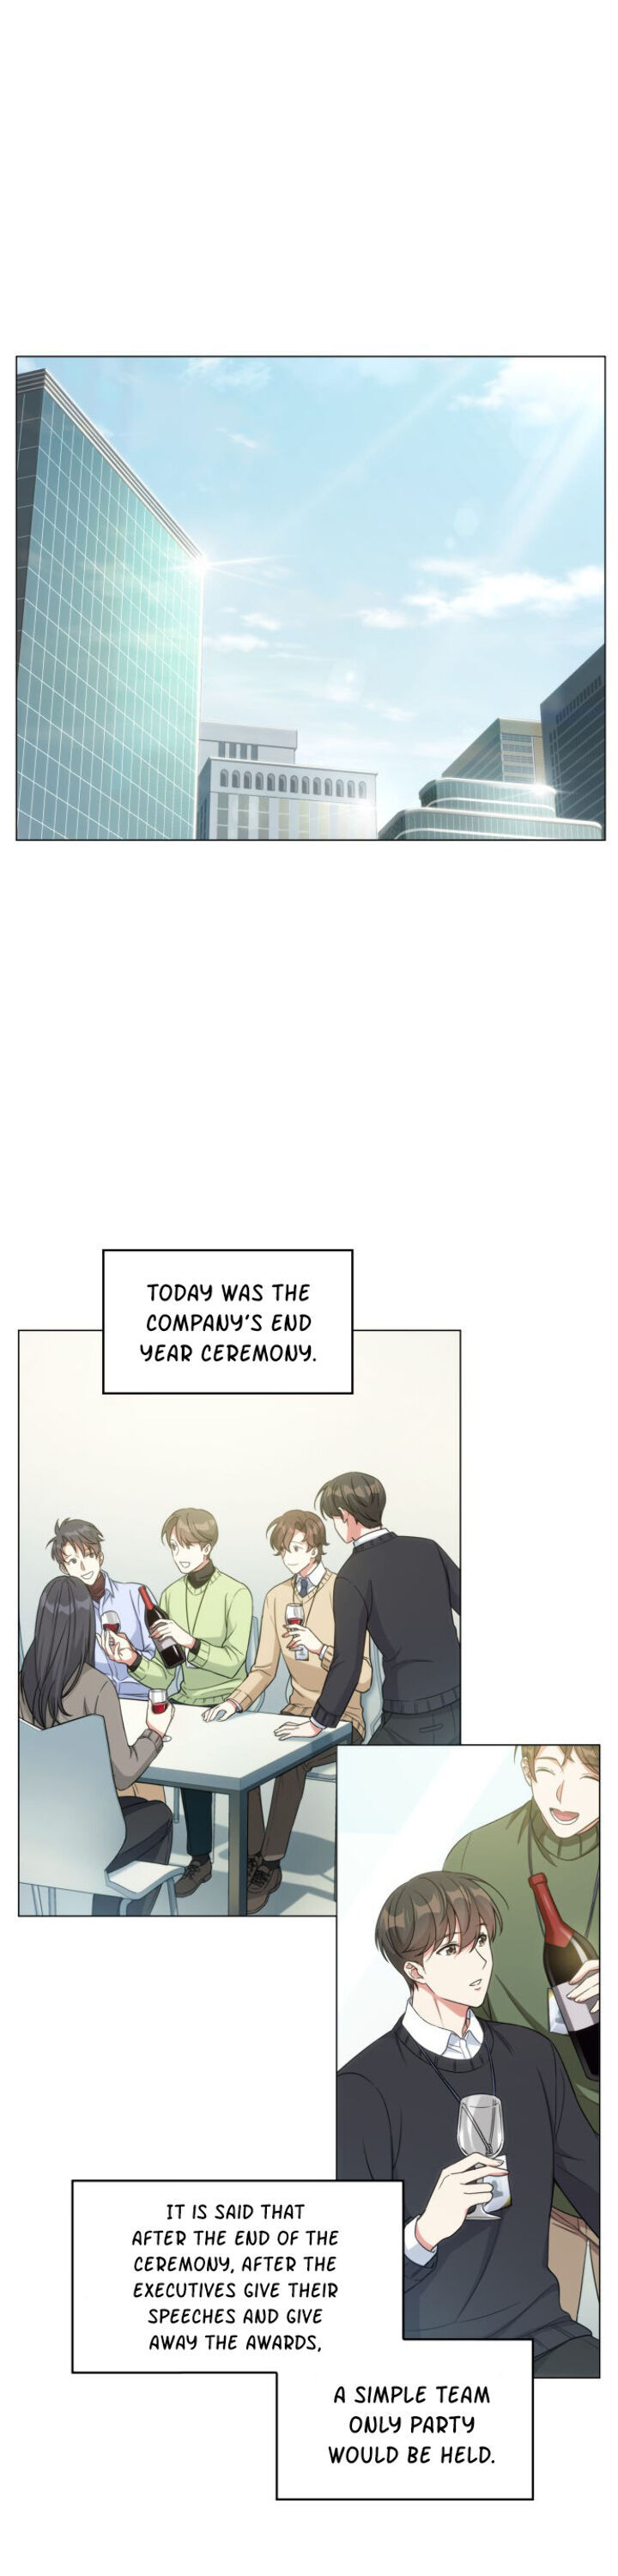 TODAY WAS THE
COMPANY'S END
YEAR CEREMONY.
IT IS SAID THAT
AFTER THE END OF THE
CEREMONY, AFTER THE
EXECUTIVES GIVE THEIR
SPEECHES AND GIVE
AWAY THE AWARDS,
A SIMPLE TEAM
ONLY PARTY
WOULD BE HELD.